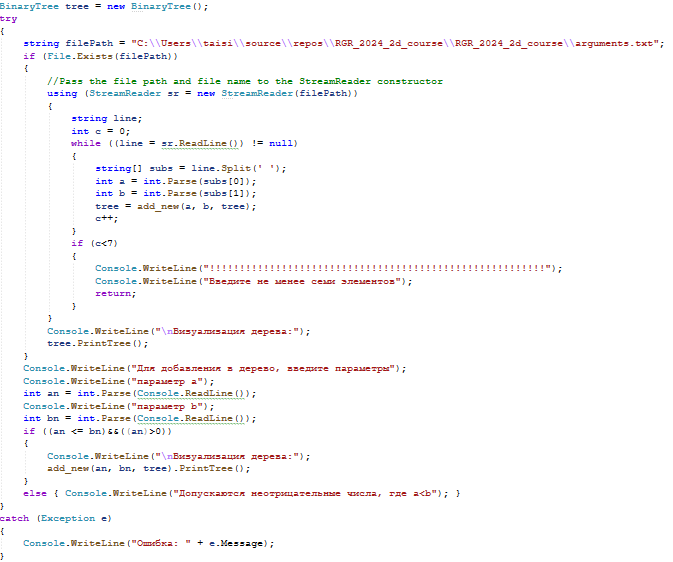 BinaryTree tree = new BinaryTree();
try
{
string filePath = "C:\\Users\\taisi\\source\\repos\\RGR_2024_2d_course\\RGR_2024_2d_course\\arguments.txt";
if (File.Exists(filePath))
{
//Pass the file path and file name to the StreamReader constructor
using (StreamReader sr = new StreamReader(filePath))
{
string line;
int c = 0;
while ((line = sr.ReadLine()) != null)
{
string[] subs = line.Split(' ');
int a = int.Parse(subs[0]);
int b = int.Parse(subs[1]);
tree = add_new(a, b, tree);
c++;
}
if (c<7)
{
Console.WriteLine("!!!!!!!!!!!!!!!!!!!!!!!!!!!!!!!!!!!!!!!!!!!!!!!!!!!!!!!!");
Console.WriteLine("Введите не менее семи элементов");
return;
}
}
Console.WriteLine("\nВизуализация дерева:");
tree.PrintTree();
}
Console.WriteLine("Для добавления в дерево, введите параметры");
Console.WriteLine("параметр a");
int an = int.Parse(Console.ReadLine());
Console.WriteLine("параметр b");
int bn = int.Parse(Console.ReadLine());
if ((an <= bn)&&((an)>0))
{
Console.WriteLine("\nВизуализация дерева:");
add_new(an, bn, tree).PrintTree();
}
else { Console.WriteLine("Допускаются неотрицательные числа, где a<b"); }
}
catch (Exception e)
{
Console.WriteLine("Ошибка: " + e.Message);
}